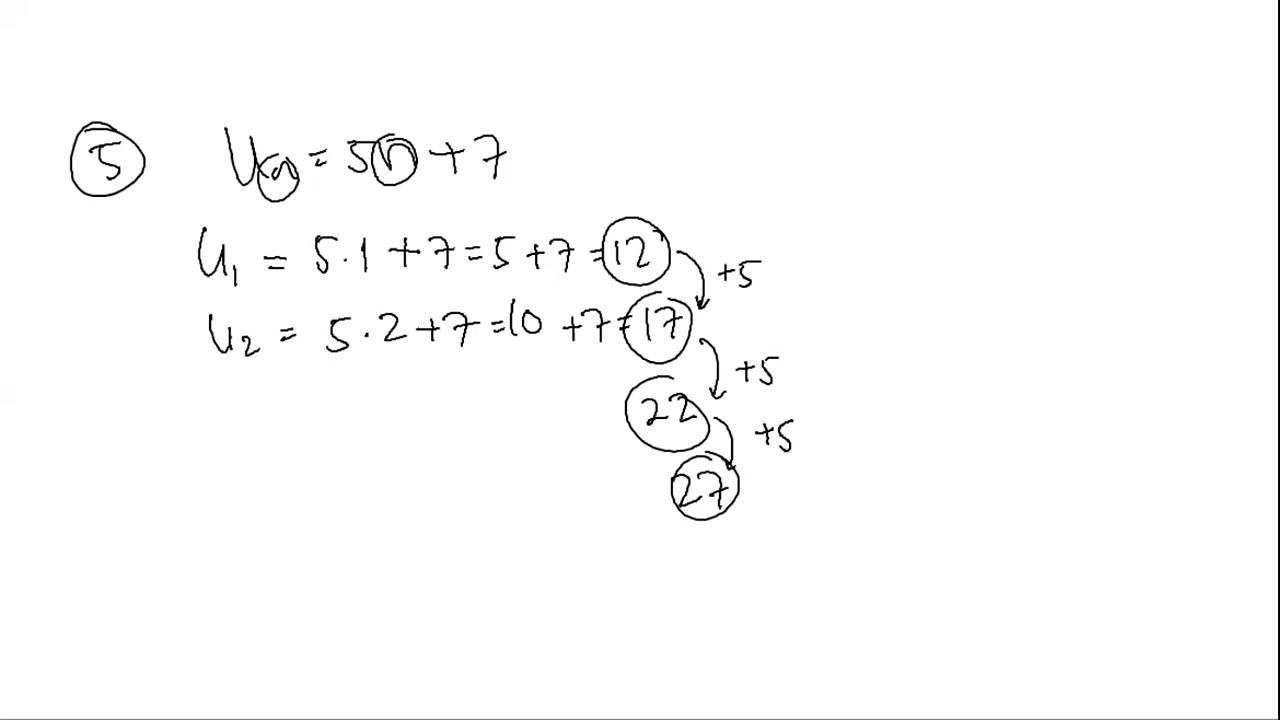 5 Un = 5n + 7
U1 = 5.1 + 7 = 5 + 7 = 12 +5
U2 = 5.2 + 7 = 10 + 7 = 17
+5
22
+5
27